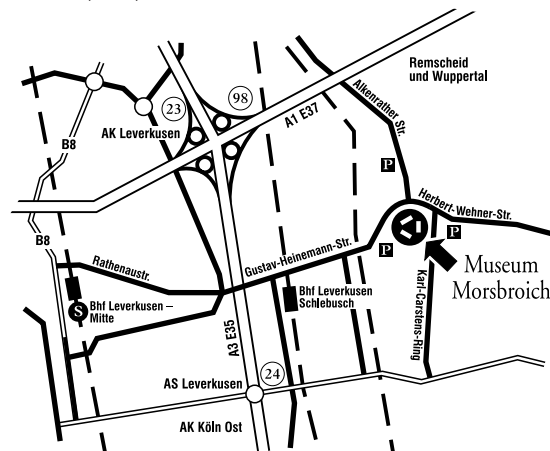 Remscheid
und Wuppertal
98
23
AK Leverkusen
A1 E37
Alkenrather Str.
B8
P
Herbert-Wehner-Str.
B8
P
P
Gustav-Heinemann-Str.
Rathenaustr.
Museum
Morsbroich
Bhf Leverkusen –
Mitte
S
Bhf Leverkusen
Schlebusch
Karl-Carstens-Ring
A3 E35
AS Leverkusen
24
AK Köln Ost